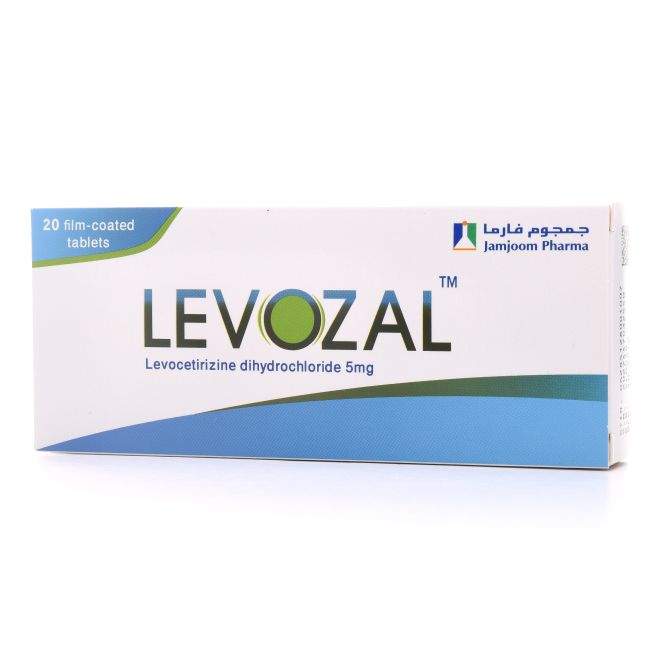 20 film-coated
tablets
جمجوم فارما
Jamjoom Pharma
LEVOZAL™
Levocetirizine dihydrochloride 5mg